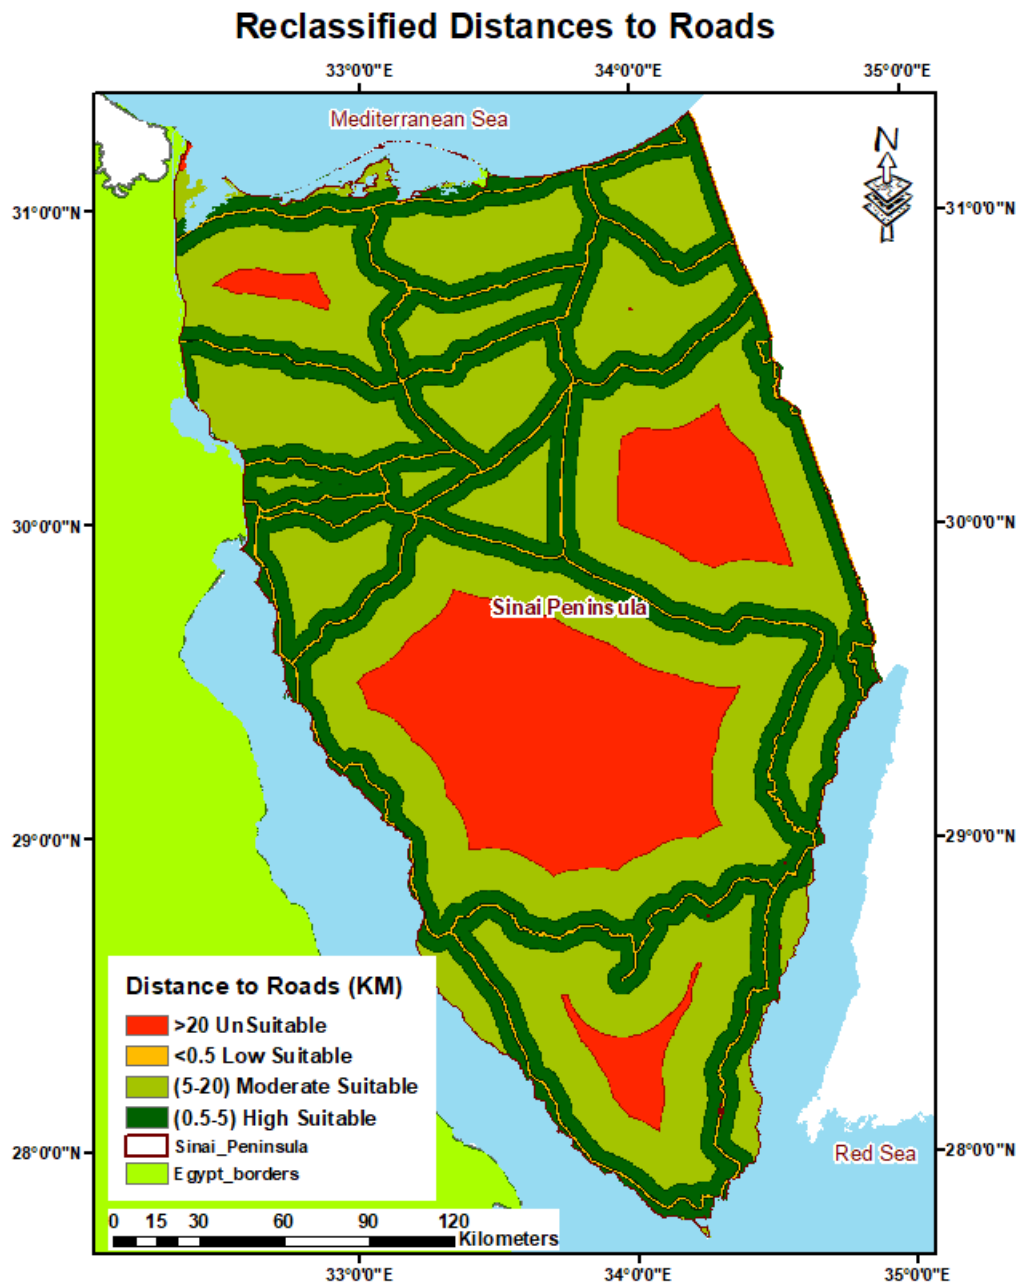 Reclassified Distances to Roads
33°0'0"E 34°0'0"E 35°0'0"E
Mediterranean Sea
N
31°0'0"N 31°0'0"N
30°0'0"N 30°0'0"N
Sinai Peninsula
29°0'0"N 29°0'0"N
Distance to Roads (KM)
>20 UnSuitable
<0.5 Low Suitable
(5-20) Moderate Suitable
(0.5-5) High Suitable
Sinai_Peninsula
Egypt_borders
28°0'0"N 28°0'0"N
Red Sea
0 15 30 60 90 120
Kilometers
33°0'0"E 34°0'0"E 35°0'0"E